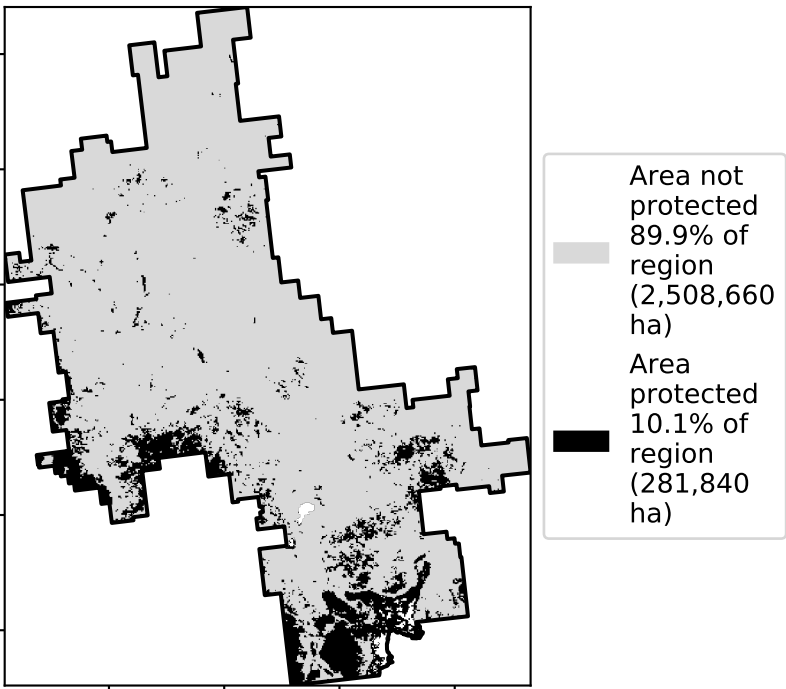 Area not
protected
89.9% of
region
(2,508,660
ha)
Area
protected
10.1% of
region
(281,840
ha)